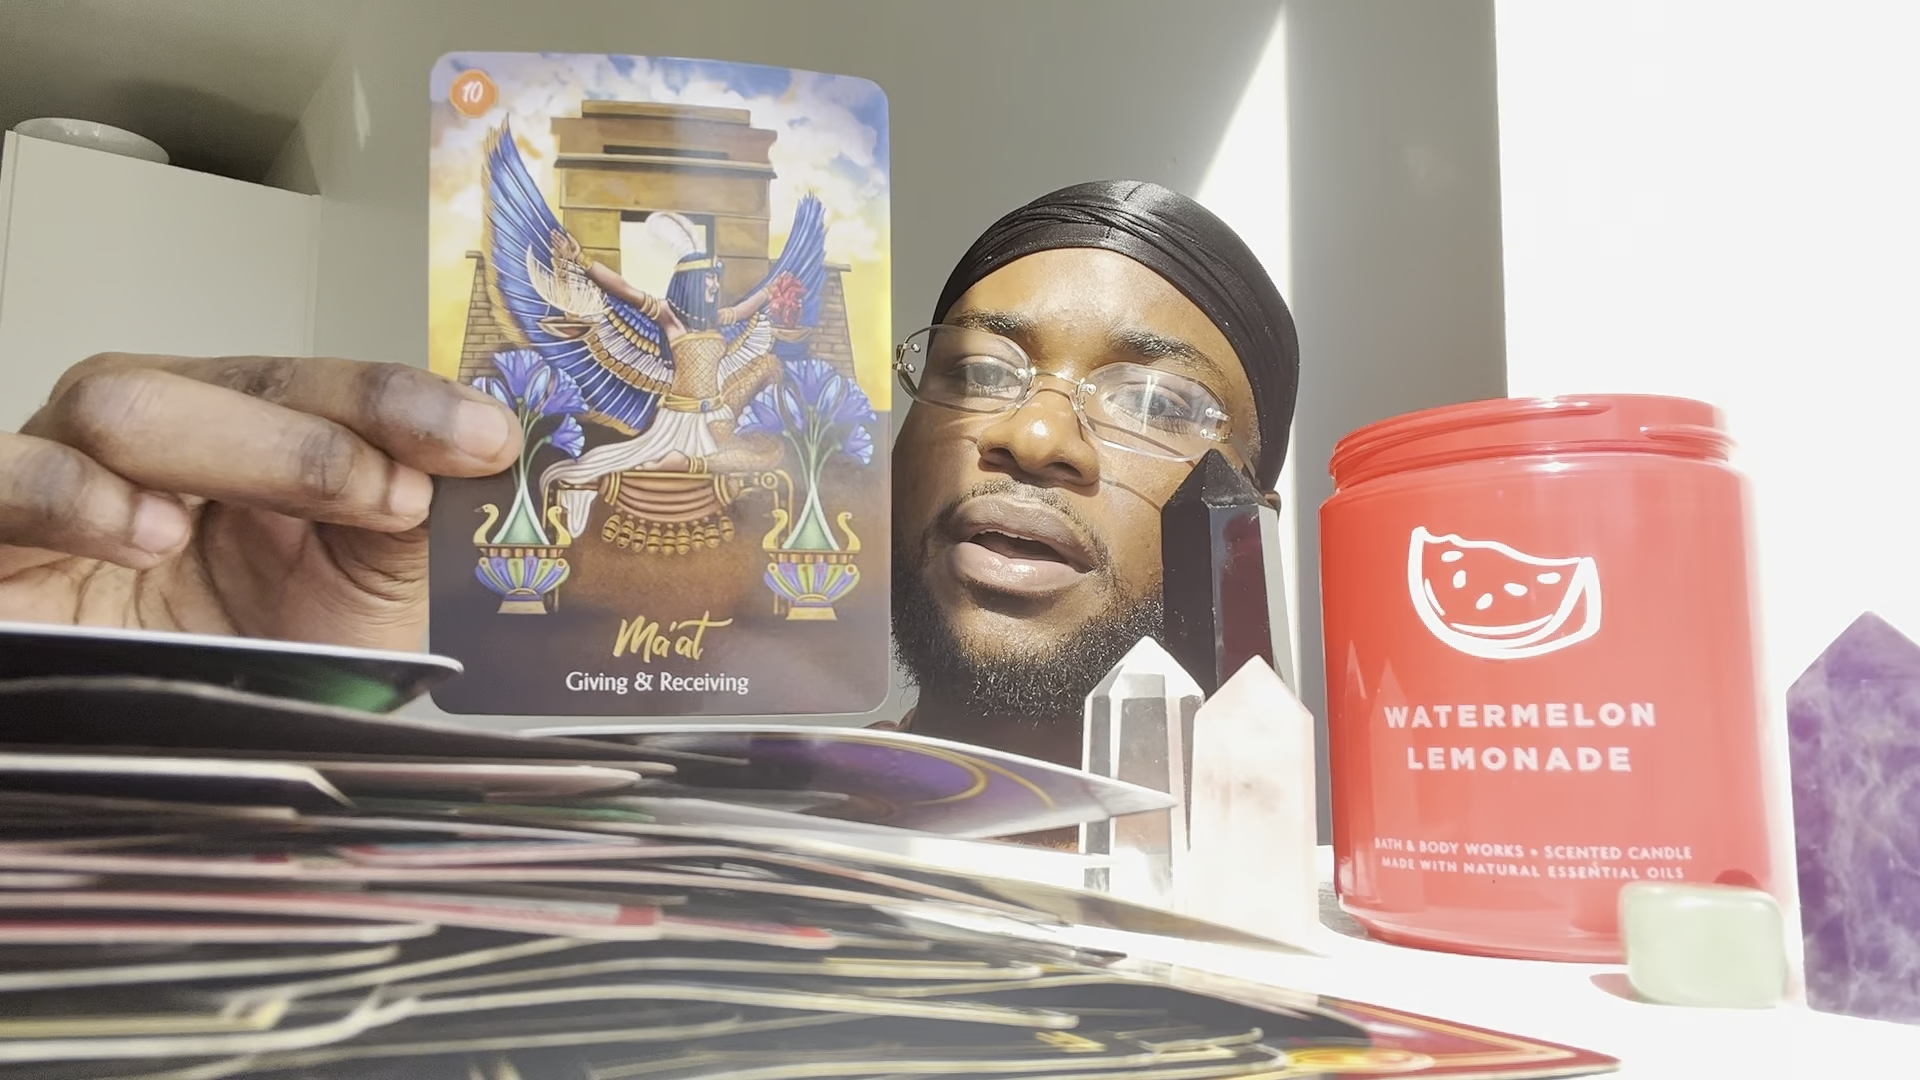 10
Ma'at
Giving & Receiving
WATERMELON
LEMONADE
BATH & BODY WORKS • SCENTED CANDLE
MADE WITH NATURAL ESSENTIAL OILS